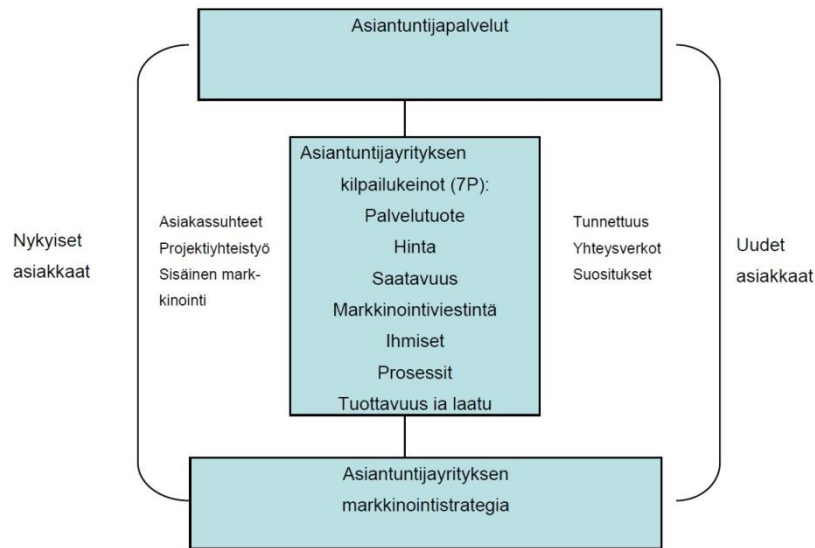 Asiantuntijapalvelut
Asiantuntijayrityksen
kilpailukeinot (7P):
Palvelutuote
Hinta
Saatavuus
Markkinointiviestintä
Ihmiset
Prosessit
Tuottavuus ia laatu
Nykyiset
asiakkaat
Asiakassuhteet
Projektiyhteistyö
Sisäinen mark-
kinointi
Tunnettuus
Yhteysverkot
Suositukset
Uudet
asiakkaat
Asiantuntijayrityksen
markkinointistrategia